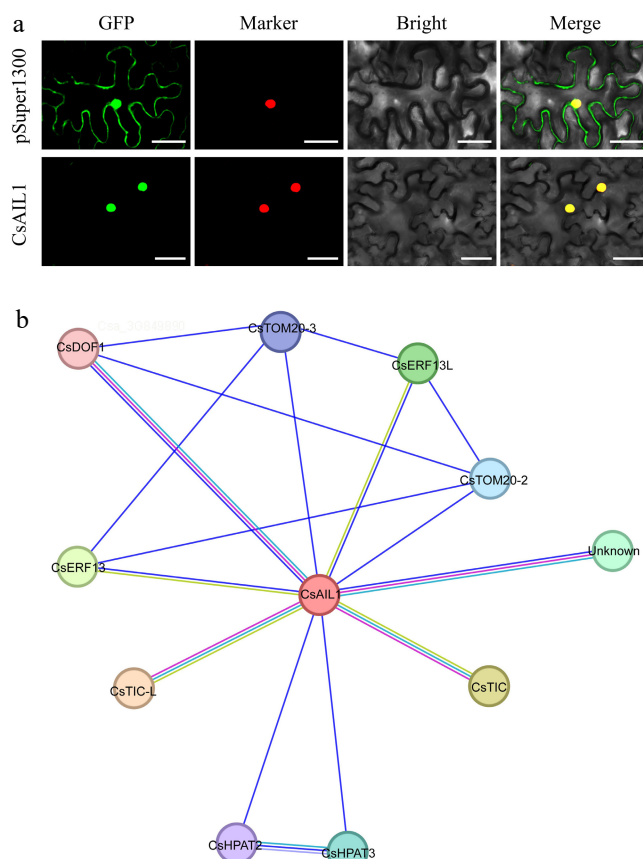 a
GFP
Marker
Bright
Merge
pSuper1300
CsAIL1
b
CsDOF1
CsTOM20-3
CsERF13L
CsTOM20-2
Unknown
CsERF13
CsAIL1
CsTIC-L
CsTIC
CsHPAT2
CsHPAT3